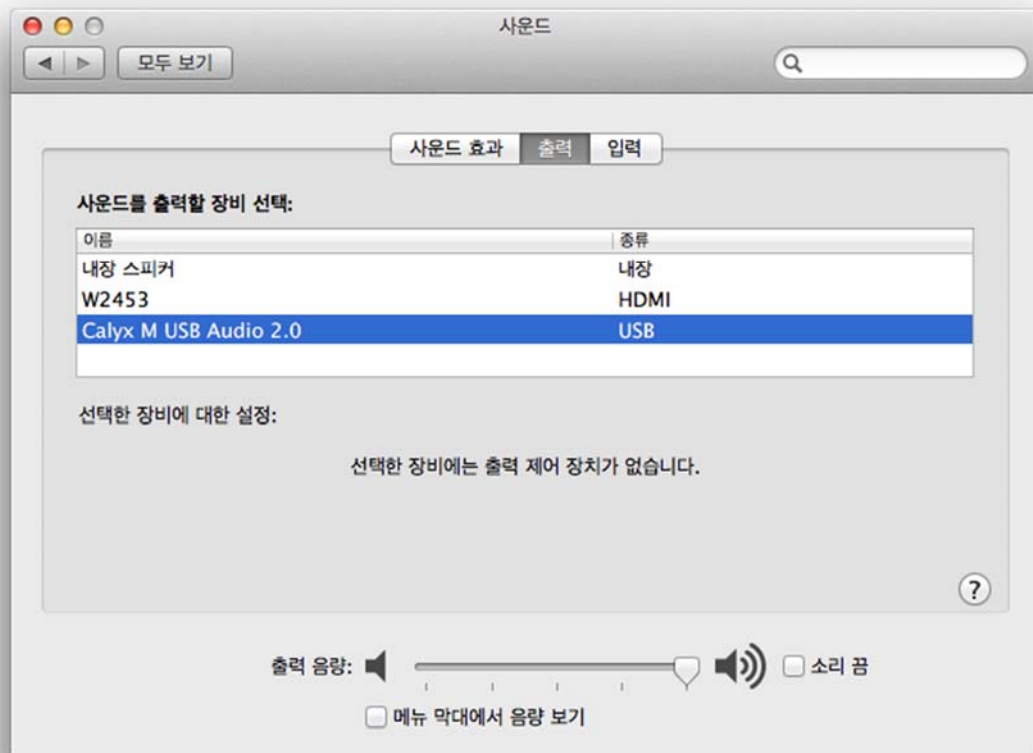 사운드
모두 보기
사운드 효과 출력 입력
사운드를 출력할 장비 선택:
이름 종류
내장 스피커 내장
W2453 HDMI
Calyx M USB Audio 2.0 USB
선택한 장비에 대한 설정:
선택한 장비에는 출력 제어 장치가 없습니다.
?
출력 음량: 소리 끔
메뉴 막대에서 음량 보기